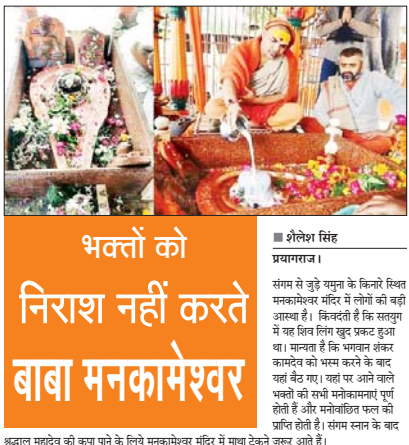 भक्तों को
निराश नहीं करते
बाबा मनकामेश्वर
■ शैलेश सिंह
प्रयागराज।
संगम से जुड़े यमुना के किनारे स्थित
मनकामेश्वर मंदिर में लोगों की बड़ी
आस्था है। किंवदंती है कि सतयुग
में यह शिव लिंग खुद प्रकट हुआ
था। मान्यता है कि भगवान शंकर
कामदेव को भस्म करने के बाद
यहां बैठ गए। यहां पर आने वाले
भक्तों की सभी मनोकामनाएं पूर्ण
होती हैं और मनोवांछित फल की
प्राप्ति होती है। संगम स्नान के बाद
श्रद्धालु महादेव की कृपा पाने के लिये मनकामेश्वर मंदिर में माथा टेकने जरूर आते हैं।